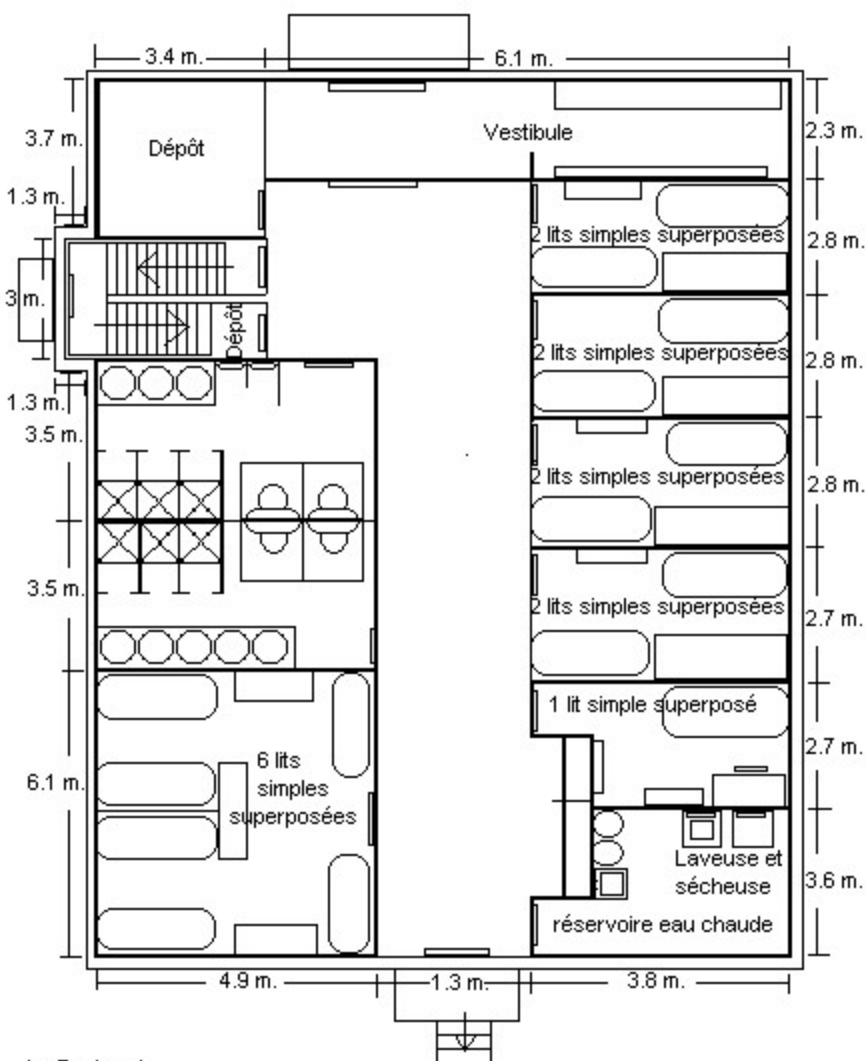 3.4 m.
6.1 m.
3.7 m.
Dépôt
Vestibule
2.3 m.
1.3 m.
2 lits simples superposées
2.8 m.
3 m.
Dépôt
2 lits simples superposées
2.8 m.
1.3 m.
3.5 m.
2 lits simples superposées
2.8 m.
3.5 m.
2 lits simples superposées
2.7 m.
1 lit simple superposé
2.7 m.
6.1 m.
6 lits
simples
superposées
Laveuse et
sécheuse
3.6 m.
réservoire eau chaude
4.9 m.
1.3 m.
3.8 m.